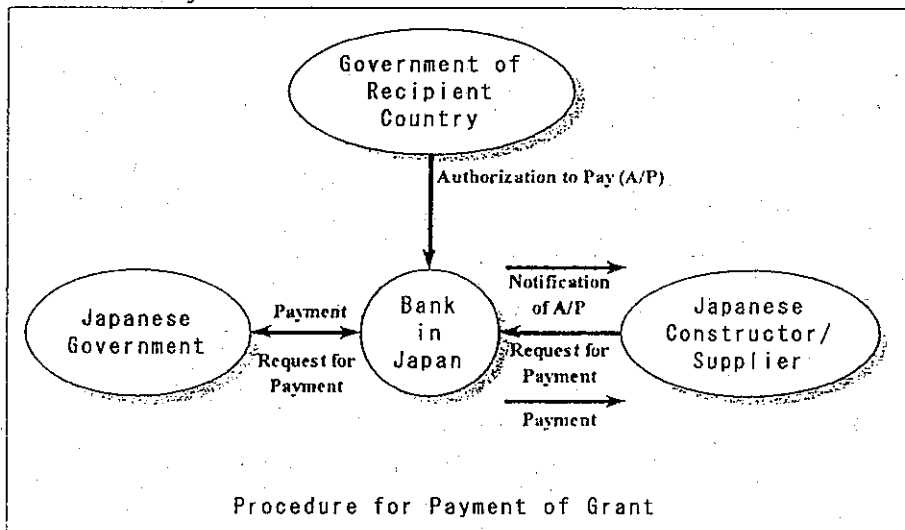 Government of
Recipient
Country
Authorization to Pay (A/P)
Japanese
Government
Payment
Request for
Payment
Bank
in
Japan
Notification
of A/P
Request for
Payment
Payment
Japanese
Constructor/
Supplier
Procedure for Payment of Grant